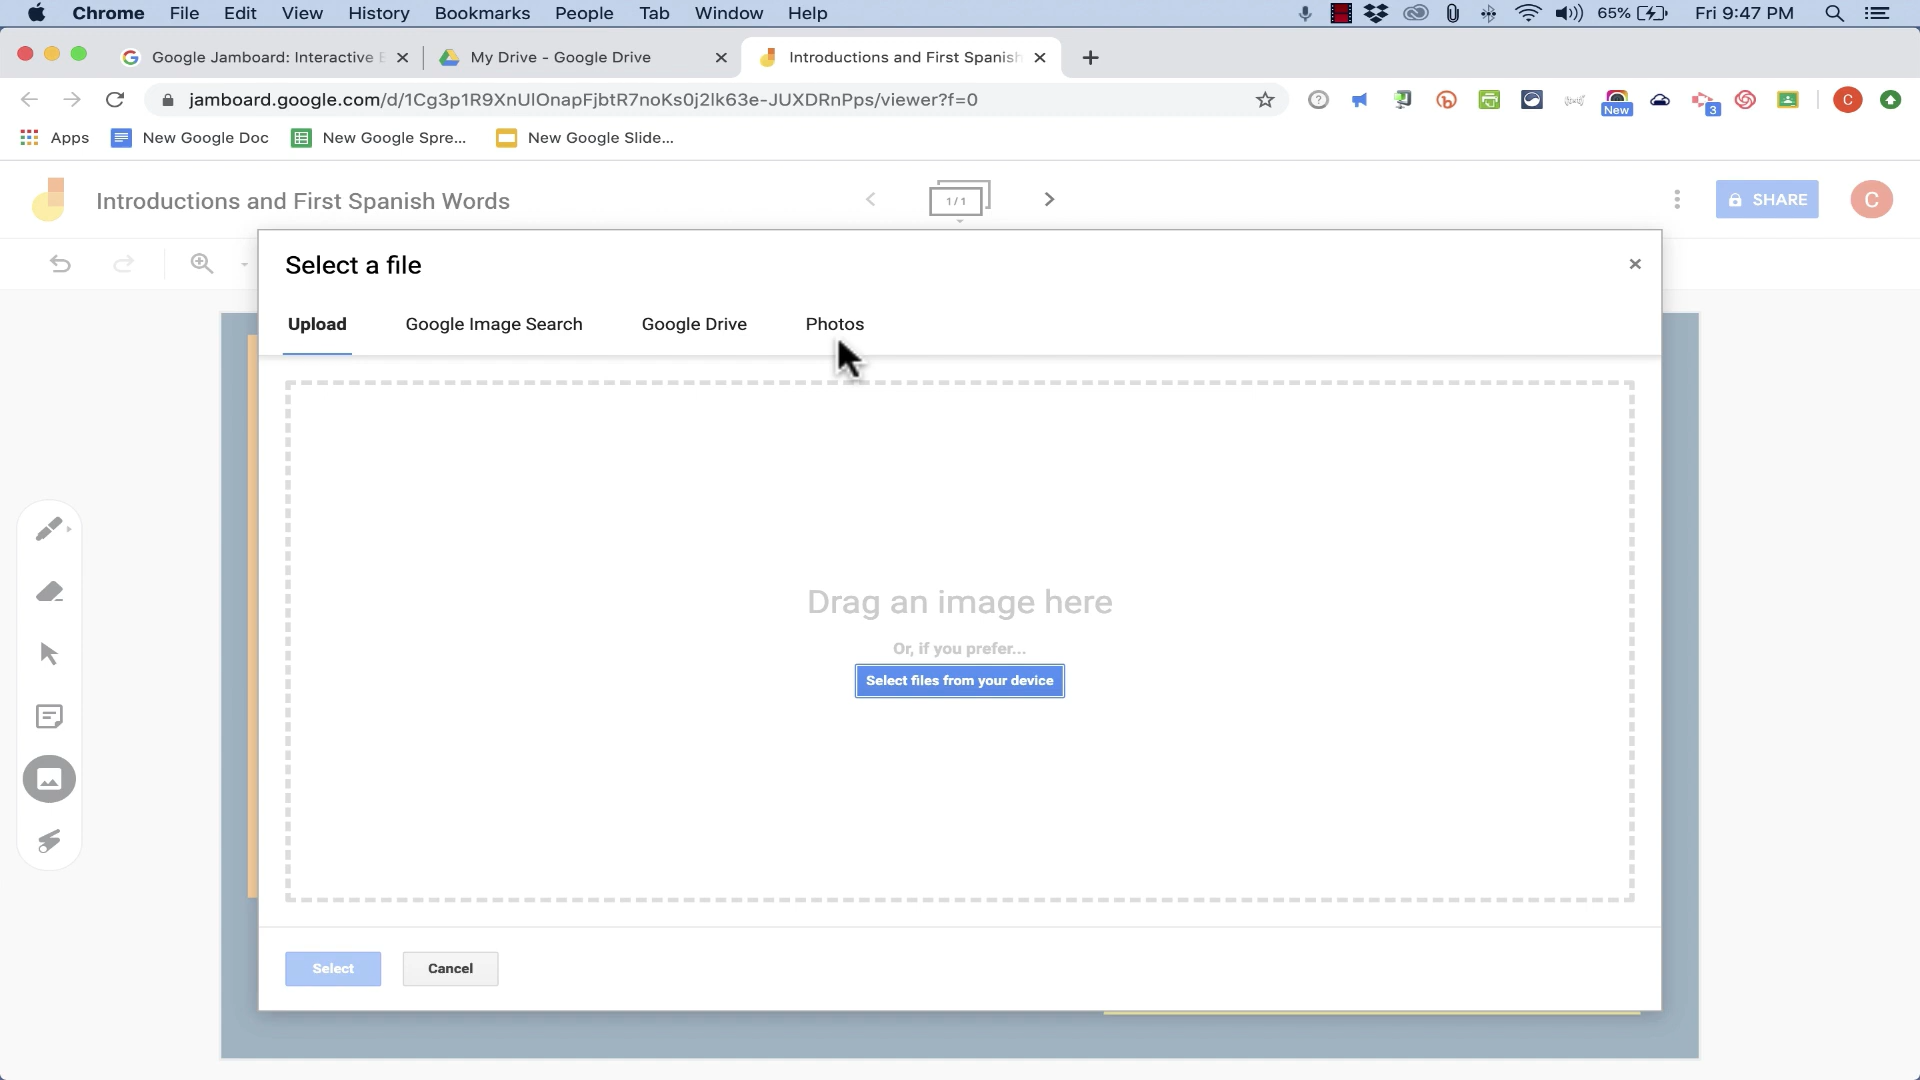 Chrome File Edit View History Bookmarks People Tab Window Help 65% Fri 9:47 PM
Google Jamboard: Interactive My Drive - Google Drive Introductions and First Spanish
jamboard.google.com/d/1Cg3p1R9XnUlOnapFjbtR7noKs0j2lk63e-JUXDRnPps/viewer?f=0 New 3 C
Apps New Google Doc New Google Spre... New Google Slide...
Introductions and First Spanish Words 1/1 SHARE C
Select a file
Upload Google Image Search Google Drive Photos
Drag an image here
Or, if you prefer...
Select files from your device
Select Cancel